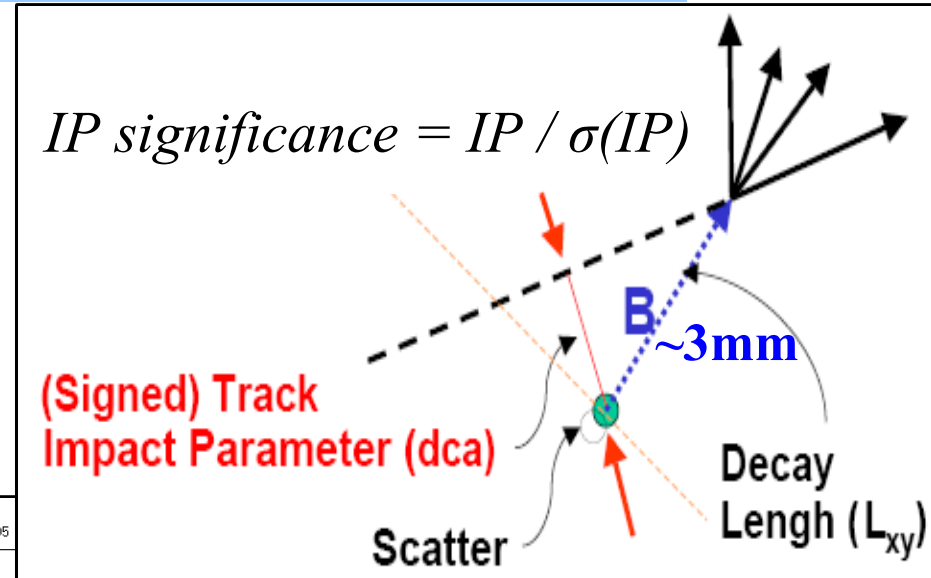 IP significance = IP / σ(IP)
B
~3mm
(Signed) Track
Impact Parameter (dca)
Decay
Lengh (Lxy)
Scatter